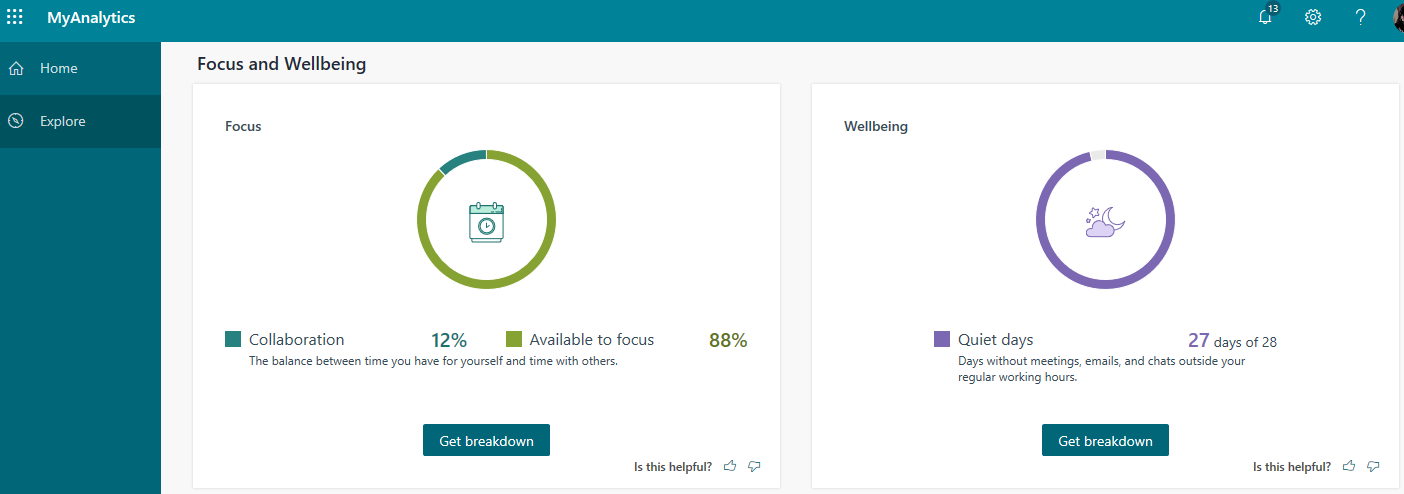 MyAnalytics
13
?
Home
Explore
Focus and Wellbeing
Focus
Collaboration 12% Available to focus 88%
The balance between time you have for yourself and time with others.
Get breakdown
Is this helpful?
Wellbeing
Quiet days 27 days of 28
Days without meetings, emails, and chats outside your
regular working hours.
Get breakdown
Is this helpful?